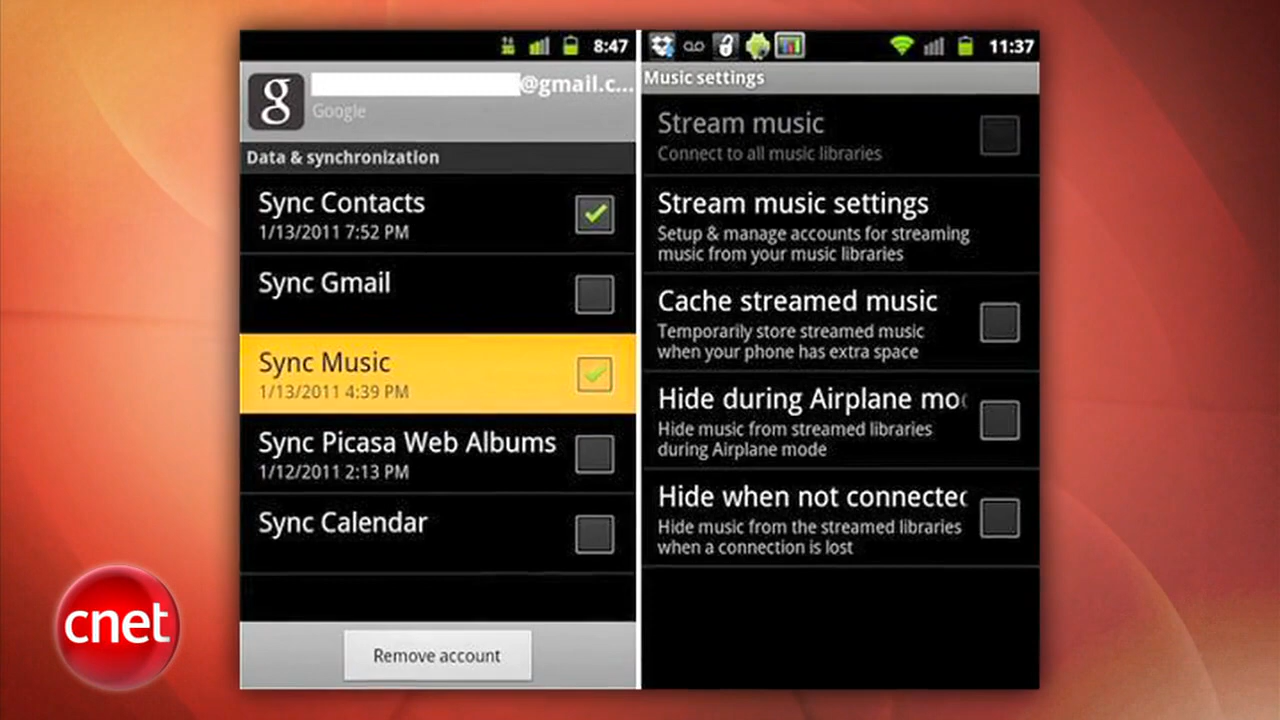 8:47
g
@gmail.c...
Google
Data & synchronization
Sync Contacts
1/13/2011 7:52 PM
Sync Gmail
Sync Music
1/13/2011 4:39 PM
Sync Picasa Web Albums
1/12/2011 2:13 PM
Sync Calendar
Remove account
11:37
Music settings
Stream music
Connect to all music libraries
Stream music settings
Setup & manage accounts for streaming
music from your music libraries
Cache streamed music
Temporarily store streamed music
when your phone has extra space
Hide during Airplane mo
Hide music from streamed libraries
during Airplane mode
Hide when not connected
Hide music from the streamed libraries
when a connection is lost
cnet